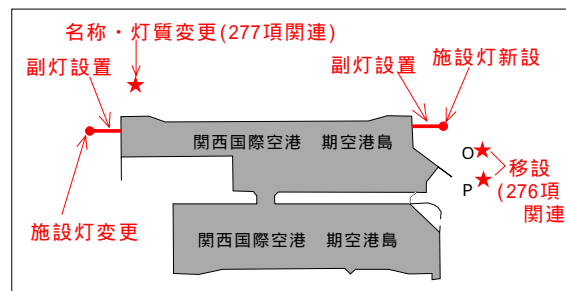 名称・灯質変更(277項関連)
副灯設置
副灯設置
施設灯新設
関西国際空港　期空港島
O
P
移設
(276項
関連
施設灯変更
関西国際空港　期空港島